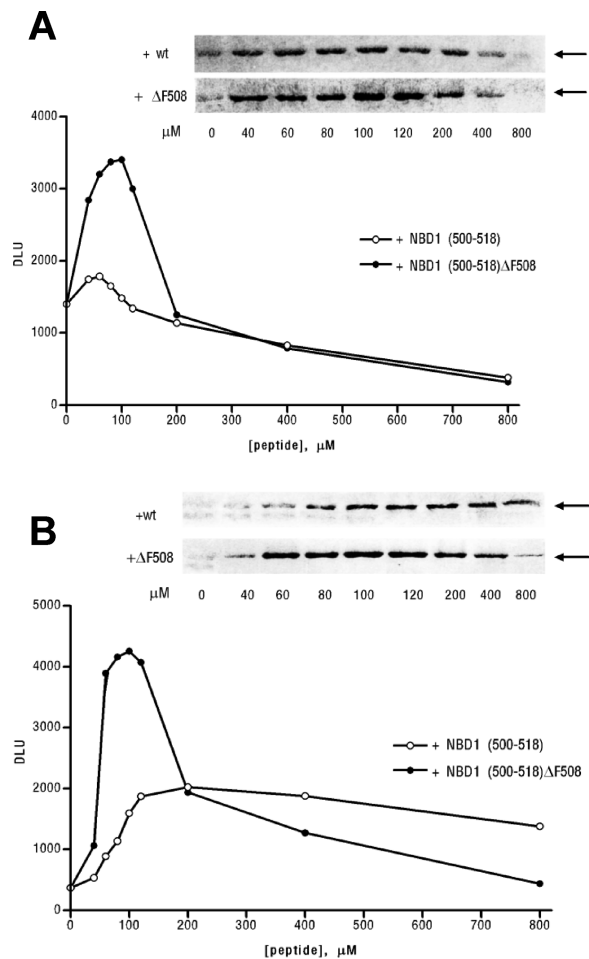 A
+ wt
+ ΔF508
μM 0 40 60 80 100 120 200 400 800
4000
3000
2000
1000
0
DLU
+ NBD1 (500-518)
+ NBD1 (500-518)ΔF508
0 100 200 300 400 500 600 700 800
[peptide], μM
B
+wt
+ΔF508
μM 0 40 60 80 100 120 200 400 800
5000
4000
3000
2000
1000
0
DLU
+ NBD1 (500-518)
+ NBD1 (500-518)ΔF508
0 100 200 300 400 500 600 700 800
[peptide], μM